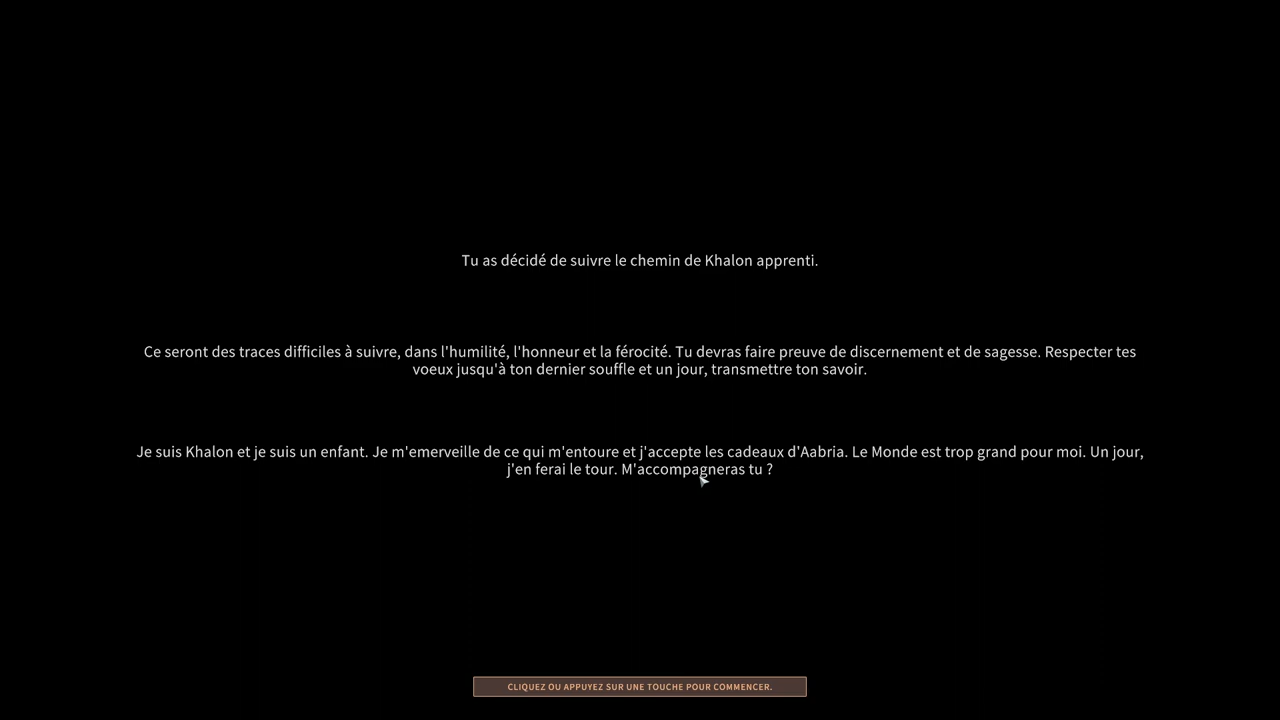 Tu as décidé de suivre le chemin de Khalon apprenti.
Ce seront des traces difficiles à suivre, dans l'humilité, l'honneur et la férocité. Tu devras faire preuve de discernement et de sagesse. Respecter tes
voeux jusqu'à ton dernier souffle et un jour, transmettre ton savoir.
Je suis Khalon et je suis un enfant. Je m'emerveille de ce qui m'entoure et j'accepte les cadeaux d'Aabria. Le Monde est trop grand pour moi. Un jour,
j'en ferai le tour. M'accompagneras tu ?
CLIQUEZ OU APPUYEZ SUR UNE TOUCHE POUR COMMENCER.